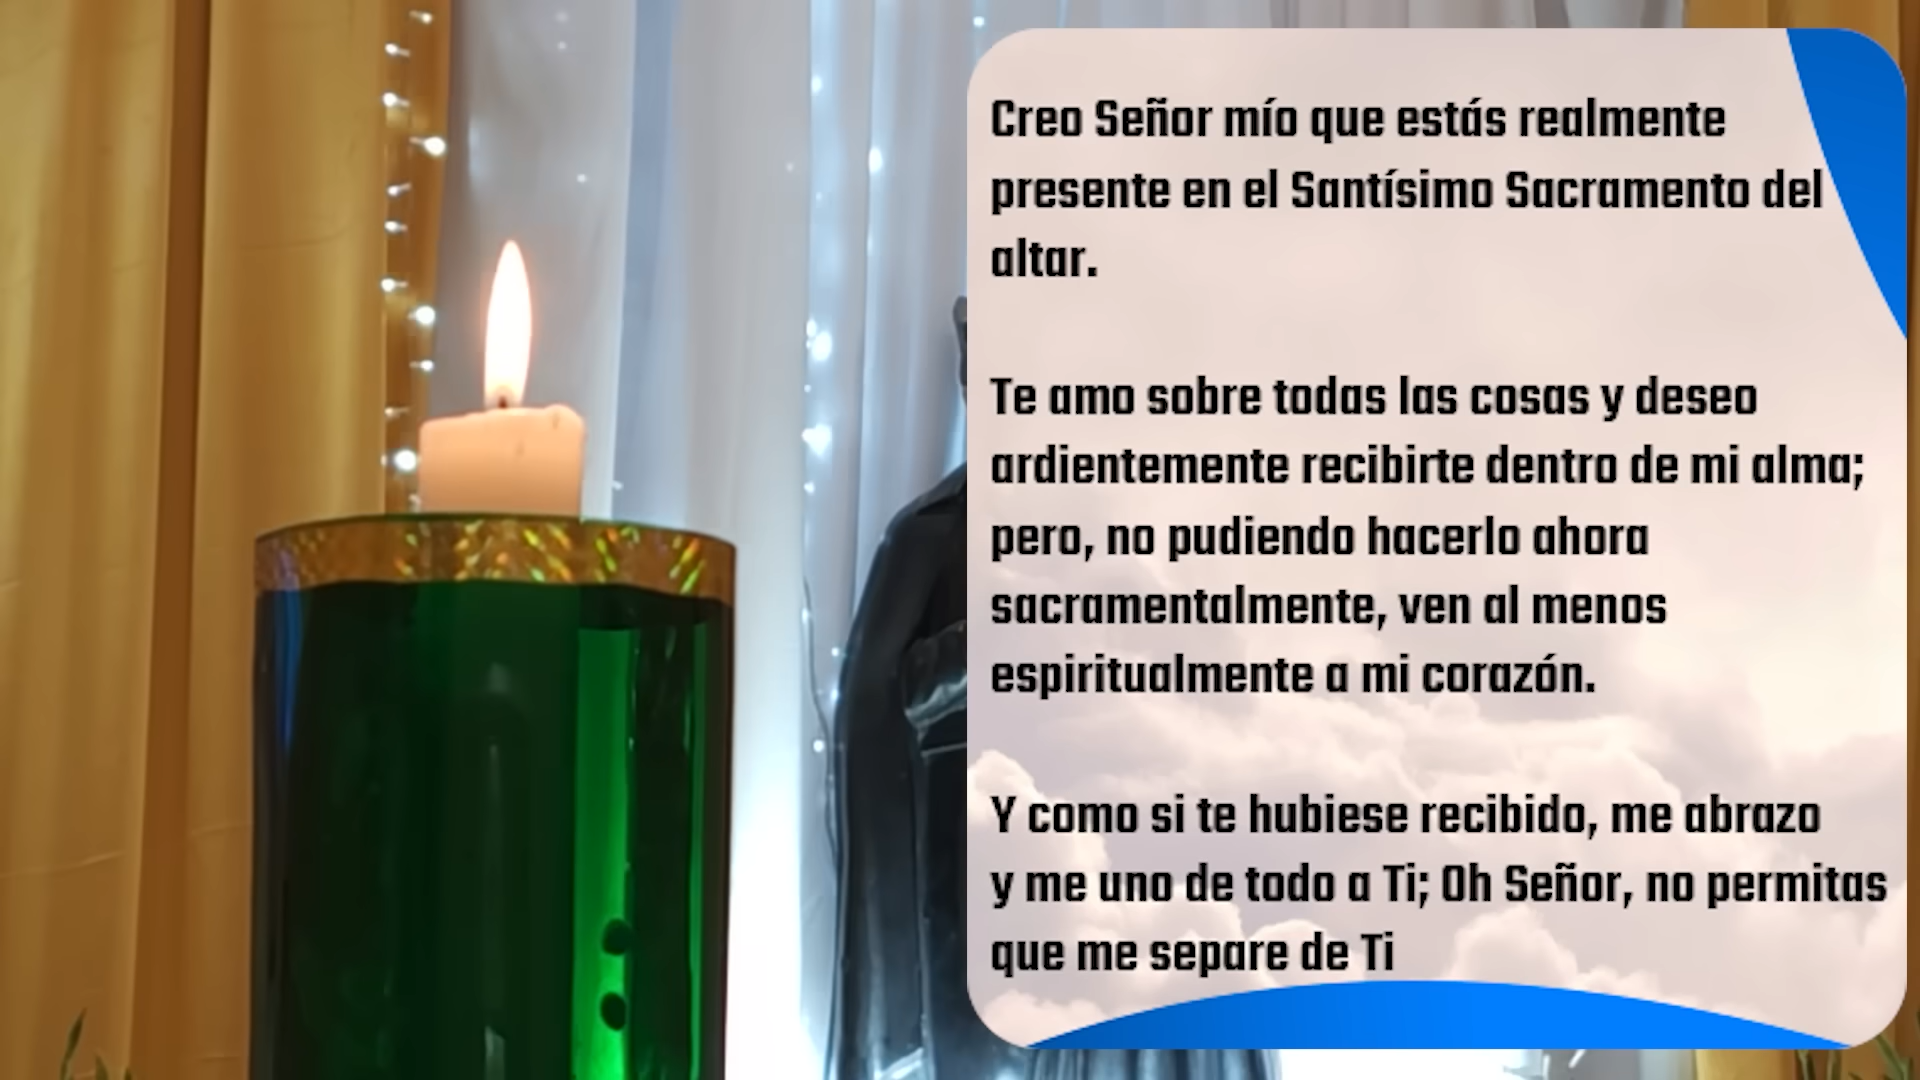 Creo Señor mío que estás realmente
presente en el Santísimo Sacramento del
altar.
Te amo sobre todas las cosas y deseo
ardientemente recibirte dentro de mi alma;
pero, no pudiendo hacerlo ahora
sacramentalmente, ven al menos
espiritualmente a mi corazón.
Y como si te hubiese recibido, me abrazo
y me uno de todo a Ti; Oh Señor, no permitas
que me separe de Ti